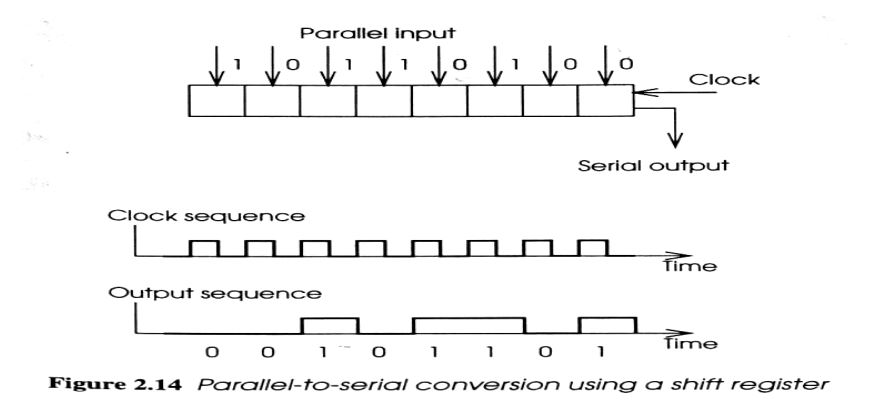 Parallel input
1 0 1 1 0 1 0 0
Clock
Serial output
Clock sequence
Time
Output sequence
Time
0 0 1 0 1 1 0 1
Figure 2.14 Parallel-to-serial conversion using a shift register